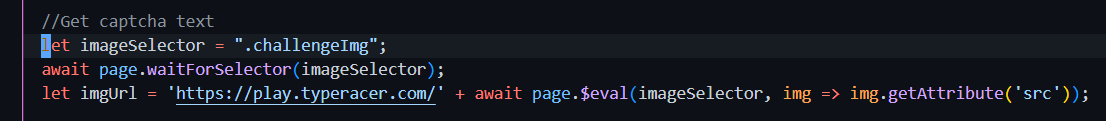 //Get captcha text
let imageSelector = ".challengeImg";
await page.waitForSelector(imageSelector);
let imgUrl = 'https://play.typeracer.com/' + await page.$eval(imageSelector, img => img.getAttribute('src'));